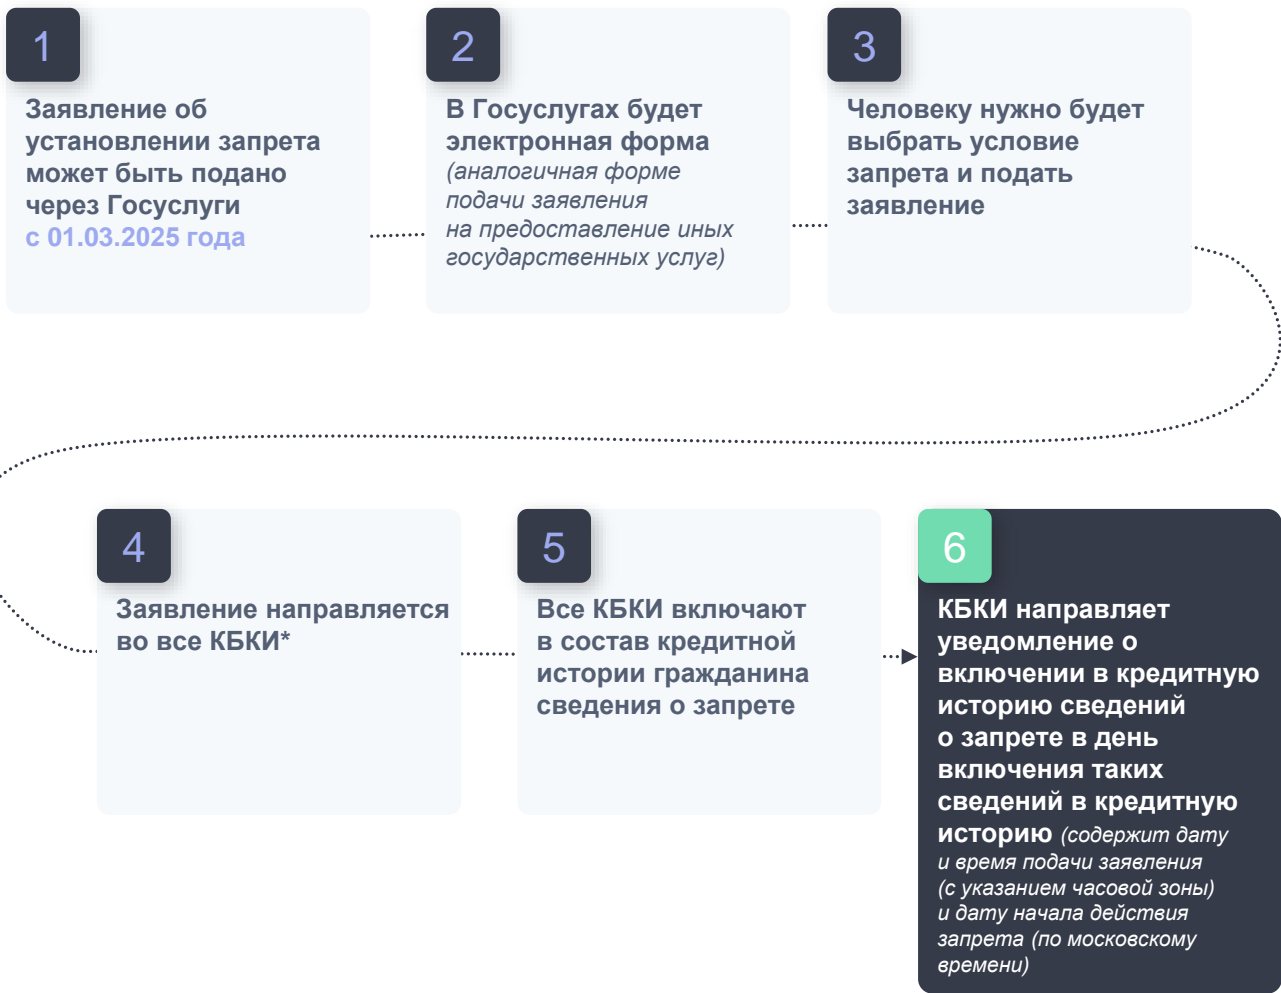 1
Заявление об
установлении запрета
может быть подано
через Госуслуги
с 01.03.2025 года
2
В Госуслугах будет
электронная форма
(аналогичная форме
подачи заявления
на предоставление иных
государственных услуг)
3
Человеку нужно будет
выбрать условие
запрета и подать
заявление
4
Заявление направляется
во все КБКИ*
5
Все КБКИ включают
в состав кредитной
истории гражданина
сведения о запрете
6
КБКИ направляет
уведомление о
включении в кредитную
историю сведений
о запрете в день
включения таких
сведений в кредитную
историю (содержит дату
и время подачи заявления
(с указанием часовой зоны)
и дату начала действия
запрета (по московскому
времени)